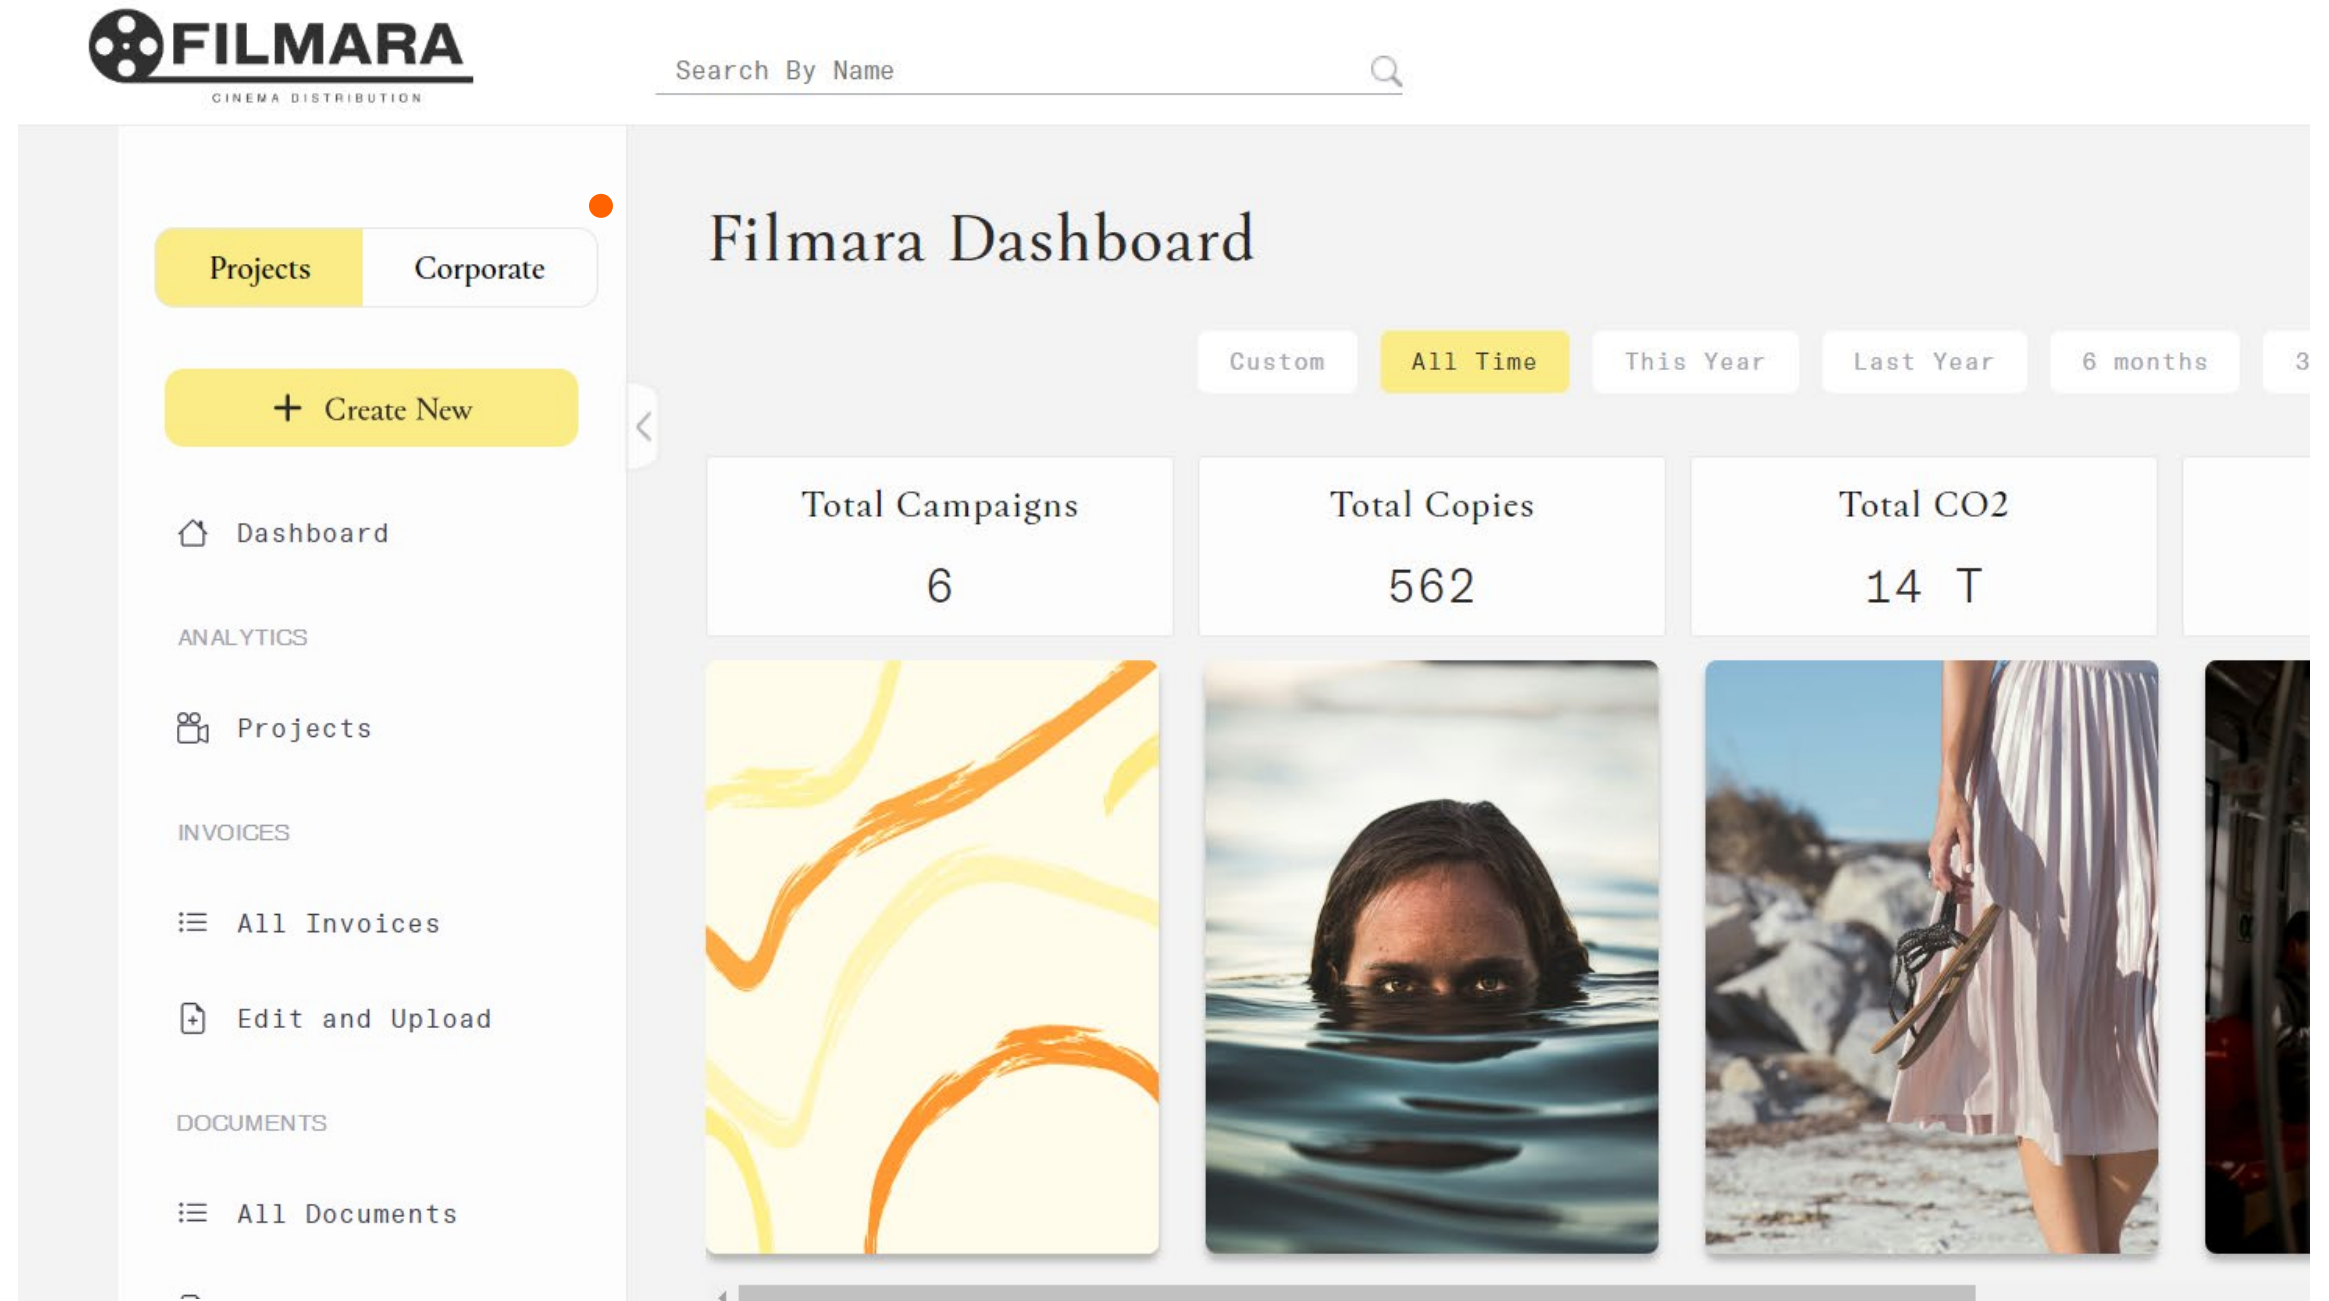 FILMARA
CINEMA DISTRIBUTION
Search By Name
Projects
Corporate
+ Create New
Dashboard
ANALYTICS
Projects
INVOICES
All Invoices
Edit and Upload
DOCUMENTS
All Documents
Filmara Dashboard
Custom
All Time
This Year
Last Year
6 months
3
Total Campaigns
6
Total Copies
562
Total CO2
14 T